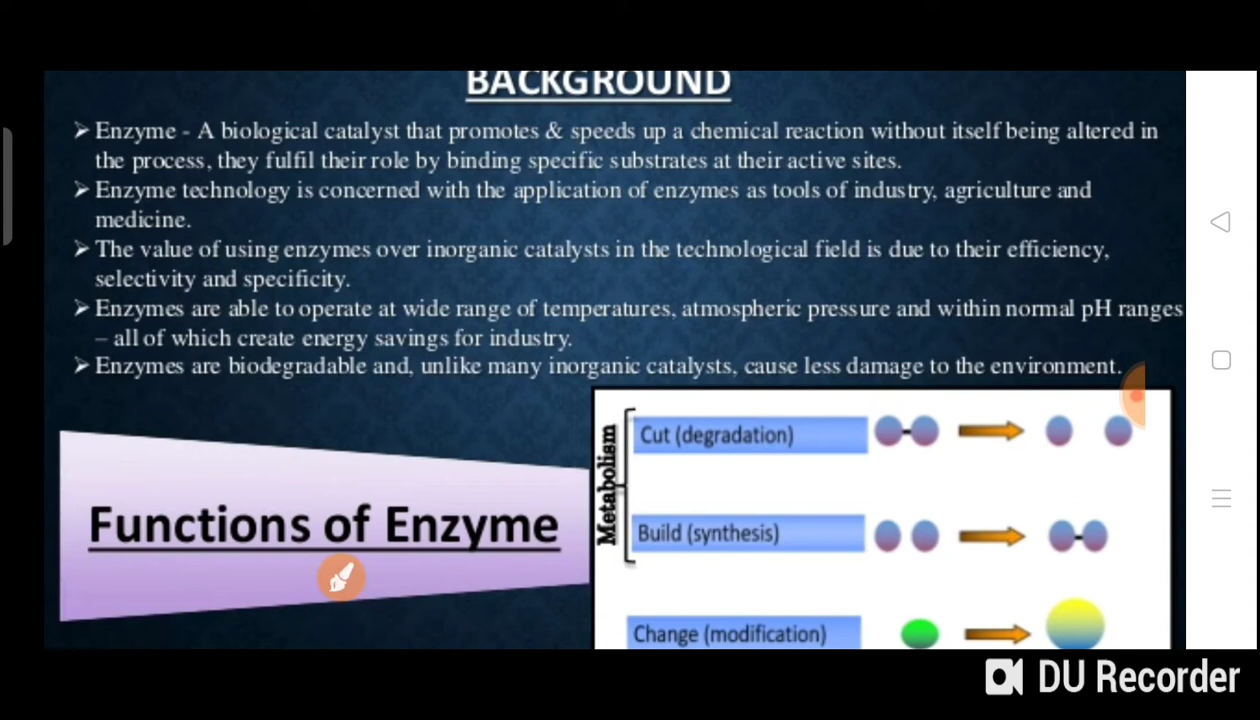 BACKGROUND
➢ Enzyme - A biological catalyst that promotes & speeds up a chemical reaction without itself being altered in
the process, they fulfil their role by binding specific substrates at their active sites.
➢ Enzyme technology is concerned with the application of enzymes as tools of industry, agriculture and
medicine.
➢ The value of using enzymes over inorganic catalysts in the technological field is due to their efficiency,
selectivity and specificity.
➢ Enzymes are able to operate at wide range of temperatures, atmospheric pressure and within normal pH ranges
– all of which create energy savings for industry.
➢ Enzymes are biodegradable and, unlike many inorganic catalysts, cause less damage to the environment.
Functions of Enzyme
Metabolism
Cut (degradation)
Build (synthesis)
Change (modification)
DU Recorder